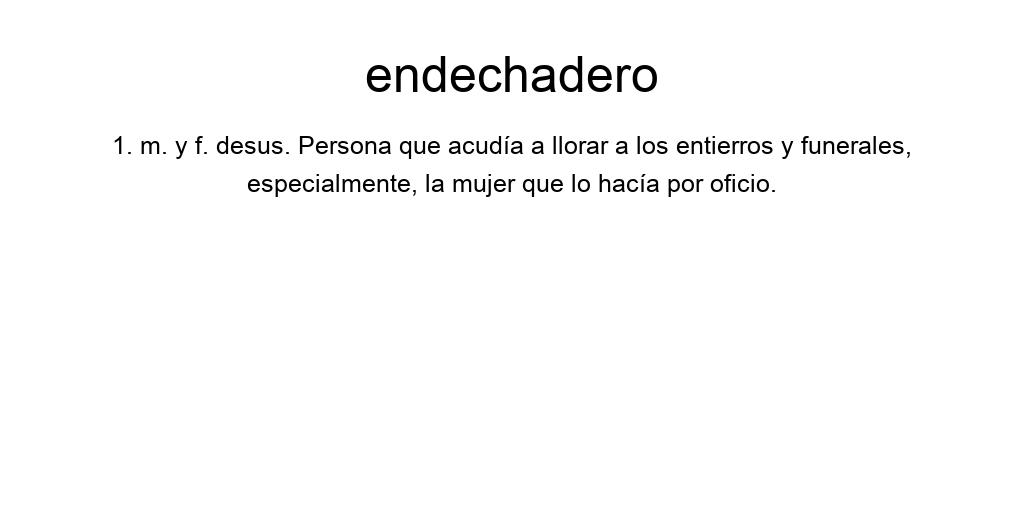 endechadero
1. m. y f. desus. Persona que acudía a llorar a los entierros y funerales,
especialmente, la mujer que lo hacía por oficio.